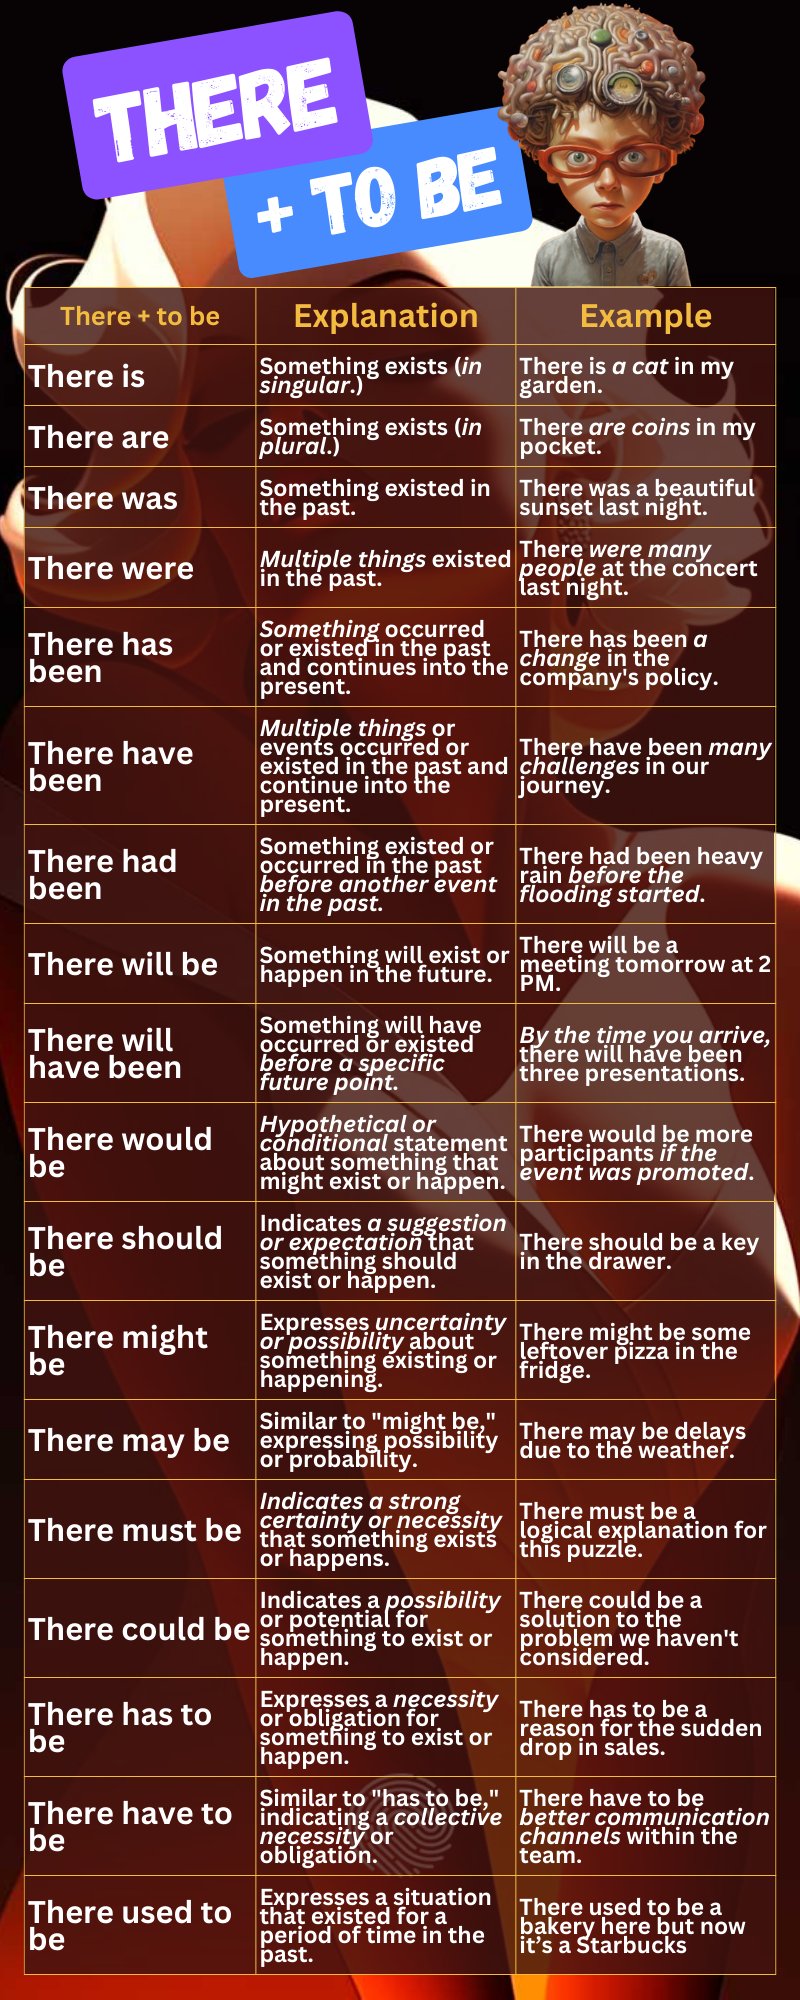 THERE
+ TO BE
There + to be
Explanation
Example
There is
Something exists (in
singular.)
There is a cat in my
garden.
There are
Something exists (in
plural.)
There are coins in my
pocket.
There was
Something existed in
the past.
There was a beautiful
sunset last night.
There were
Multiple things existed
in the past.
There were many
people at the concert
last night.
There has
been
Something occurred
or existed in the past
and continues into the
present.
There has been a
change in the
company's policy.
There have
been
Multiple things or
events occurred or
existed in the past and
continue into the
present.
There have been many
challenges in our
journey.
There had
been
Something existed or
occurred in the past
before another event
in the past.
There had been heavy
rain before the
flooding started.
There will be
Something will exist or
happen in the future.
There will be a
meeting tomorrow at 2
PM.
There will
have been
Something will have
occurred or existed
before a specific
future point.
By the time you arrive,
there will have been
three presentations.
There would
be
Hypothetical or
conditional statement
about something that
might exist or happen.
There would be more
participants if the
event was promoted.
There should
be
Indicates a suggestion
or expectation that
something should
exist or happen.
There should be a key
in the drawer.
There might
be
Expresses uncertainty
or possibility about
something existing or
happening.
There might be some
leftover pizza in the
fridge.
There may be
Similar to "might be,"
expressing possibility
or probability.
There may be delays
due to the weather.
There must be
Indicates a strong
certainty or necessity
that something exists
or happens.
There must be a
logical explanation for
this puzzle.
There could be
Indicates a possibility
or potential for
something to exist or
happen.
There could be a
solution to the
problem we haven't
considered.
There has to
be
Expresses a necessity
or obligation for
something to exist or
happen.
There has to be a
reason for the sudden
drop in sales.
There have to
be
Similar to "has to be,"
indicating a collective
necessity or
obligation.
There have to be
better communication
channels within the
team.
There used to
be
Expresses a situation
that existed for a
period of time in the
past.
There used to be a
bakery here but now
it’s a Starbucks